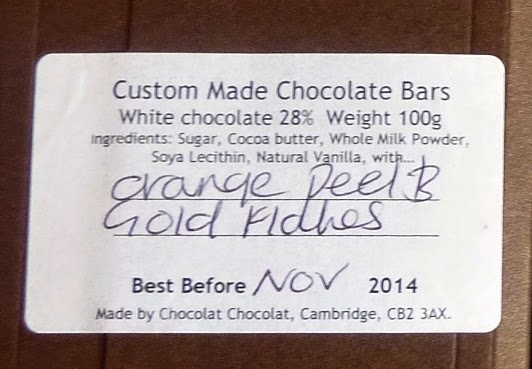 Custom Made Chocolate Bars
White chocolate 28% Weight 100g
Ingredients: Sugar, Cocoa butter, Whole Milk Powder,
Soya Lecithin, Natural Vanilla, with...
orange peel &
Gold
Best Before NOV 2014
Made by Chocolat Chocolat, Cambridge, CB2 3AX.